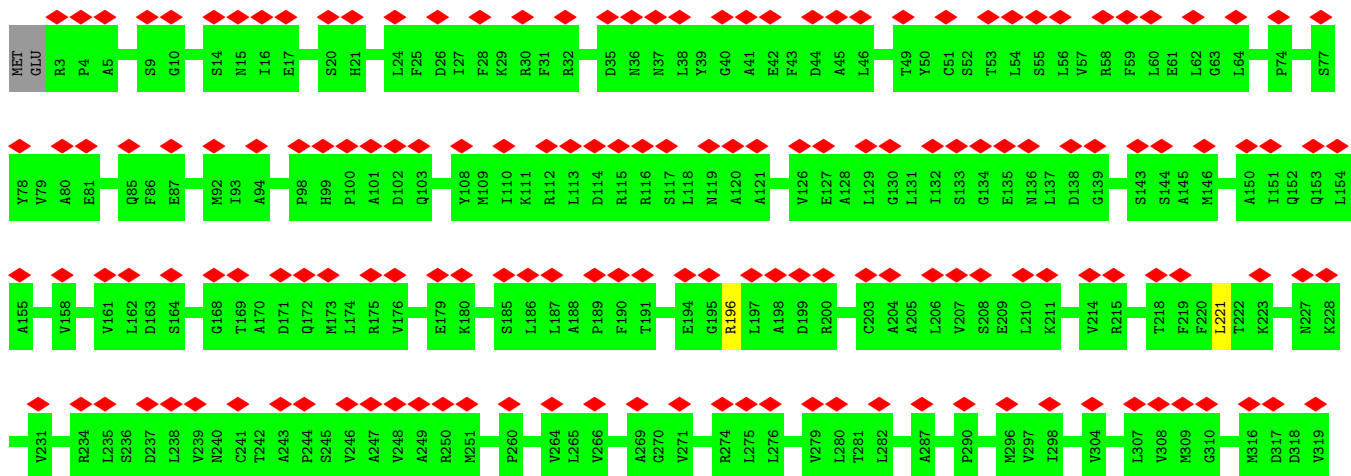 MET GLU R3 P4 A5 S9 G10 S14 N15 I16 E17 S20 H21 L24 F25 D26 I27 F28 K29 R30 F31 R32 D35 N36 N37 L38 Y39 G40 A41 E42 F43 D44 A45 L46 T49 Y50 C51 S52 T53 L54 S55 L56 V57 R58 F59 L60 E61 L62 G63 L64 P74 S77
Y78 V79 A80 E81 Q85 F86 E87 M92 I93 A94 P98 H99 P100 A101 D102 Q103 Y108 M109 I110 K111 R112 L113 D114 R115 R116 S117 L118 N119 A120 A121 V126 E127 A128 L129 G130 L131 I132 S133 G134 E135 N136 L137 D138 G139 S143 S144 A145 M146 A150 I151 Q152 Q153 L154
A155 V158 V161 L162 D163 S164 G168 T169 A170 D171 Q172 M173 L174 R175 V176 E179 K180 S185 L186 L187 A188 P189 F190 T191 E194 G195 R196 L197 A198 D199 R200 C203 A204 A205 L206 V207 S208 E209 L210 K211 V214 R215 T218 F219 F220 L221 T222 K223 N227 K228
V231 R234 L235 S236 D237 L238 V239 N240 C241 T242 A243 P244 S245 V246 A247 V248 A249 R250 M251 P260 V264 L265 V266 A269 G270 V271 R274 L275 L276 V279 L280 T281 L282 A287 P290 M296 V297 I298 V304 L307 V308 M309 G310 M316 D317 D318 V319